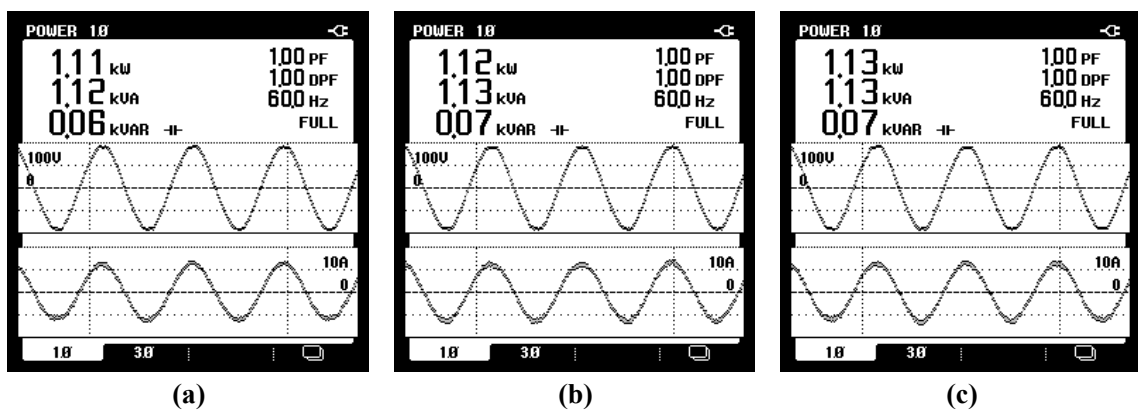 POWER 1Ø
1.11 kW
1.12 kVA
0.06 kVAR
1.00 PF
1.00 DPF
60.0 Hz
FULL
100V
0
10A
0
1Ø 3Ø
(a)
POWER 1Ø
1.12 kW
1.13 kVA
0.07 kVAR
1.00 PF
1.00 DPF
60.0 Hz
FULL
100V
0
10A
0
1Ø 3Ø
(b)
POWER 1Ø
1.13 kW
1.13 kVA
0.07 kVAR
1.00 PF
1.00 DPF
60.0 Hz
FULL
100V
0
10A
0
1Ø 3Ø
(c)